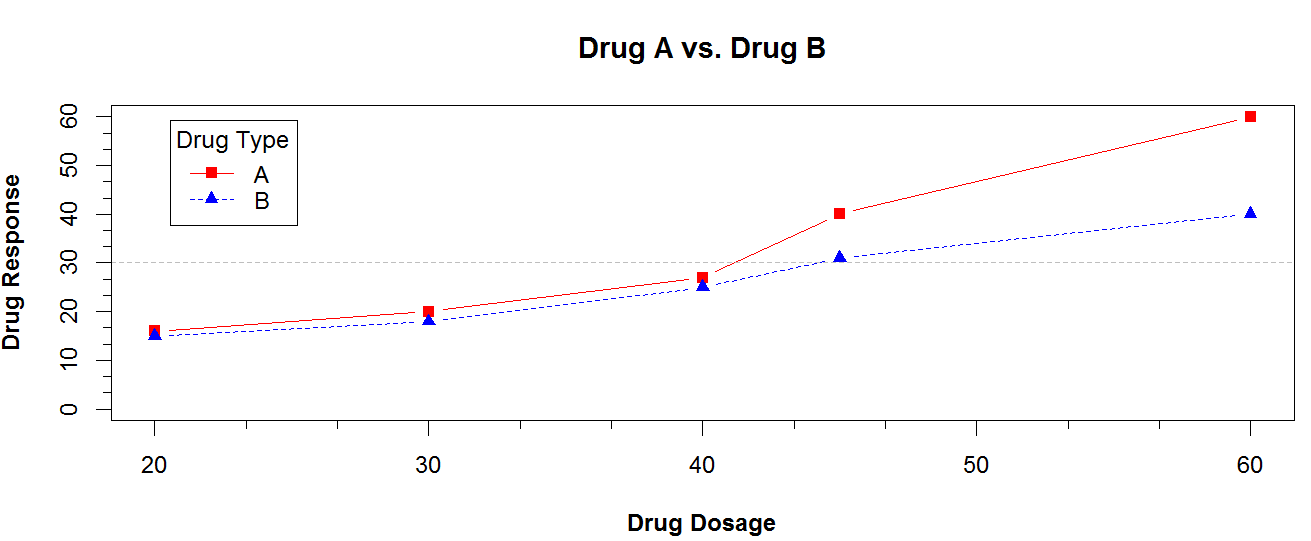 Drug A vs. Drug B
Drug Type
A
B
Drug Response
60
50
40
30
20
10
0
20 30 40 50 60
Drug Dosage